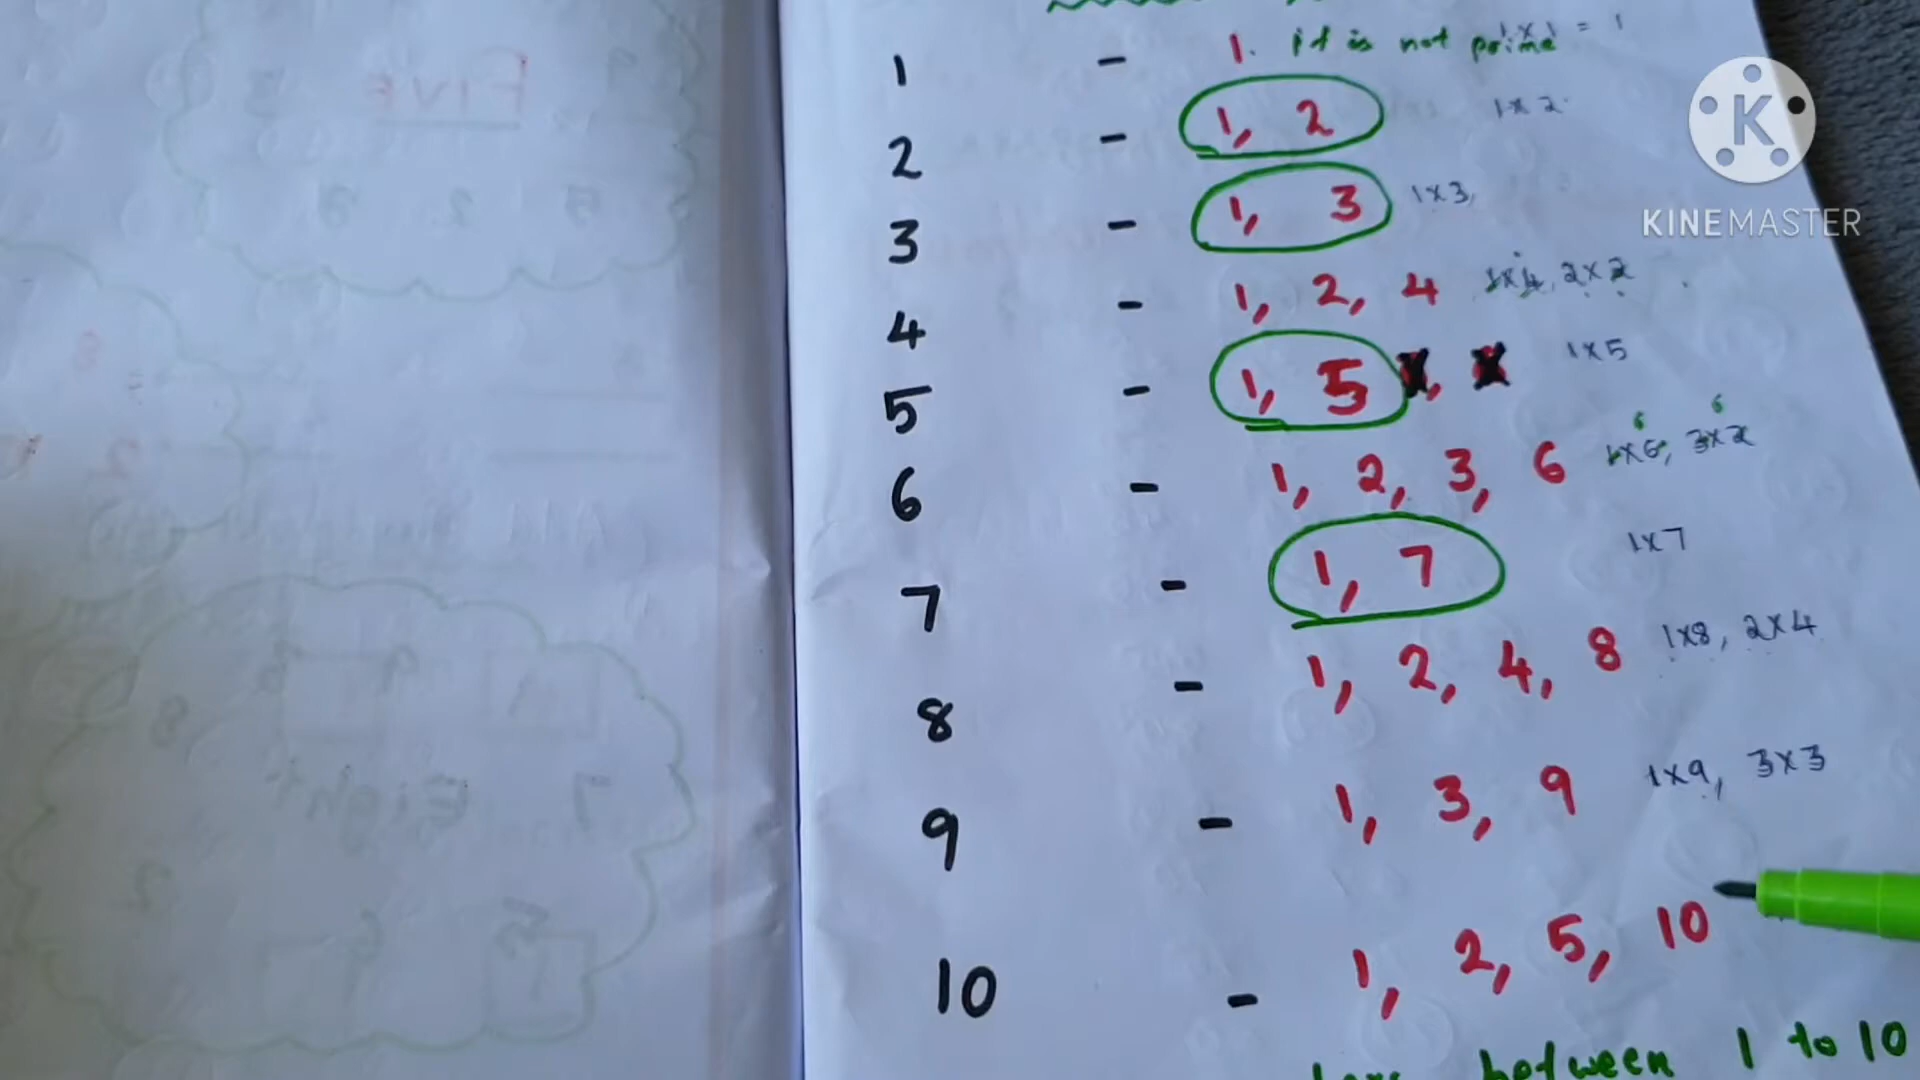 1 - 1. it is not prime 1x1 = 1
2 - 1, 2 1x2
3 - 1, 3 1x3,
4 - 1, 2, 4 1x4, 2x2
5 - 1, 5 1x5
6 - 1, 2, 3, 6 1x6, 3x2 6 6
7 - 1, 7 1x7
8 - 1, 2, 4, 8 1x8, 2x4
9 - 1, 3, 9 1x9, 3x3
10 - 1, 2, 5, 10
between 1 to 10
K
KINEMASTER